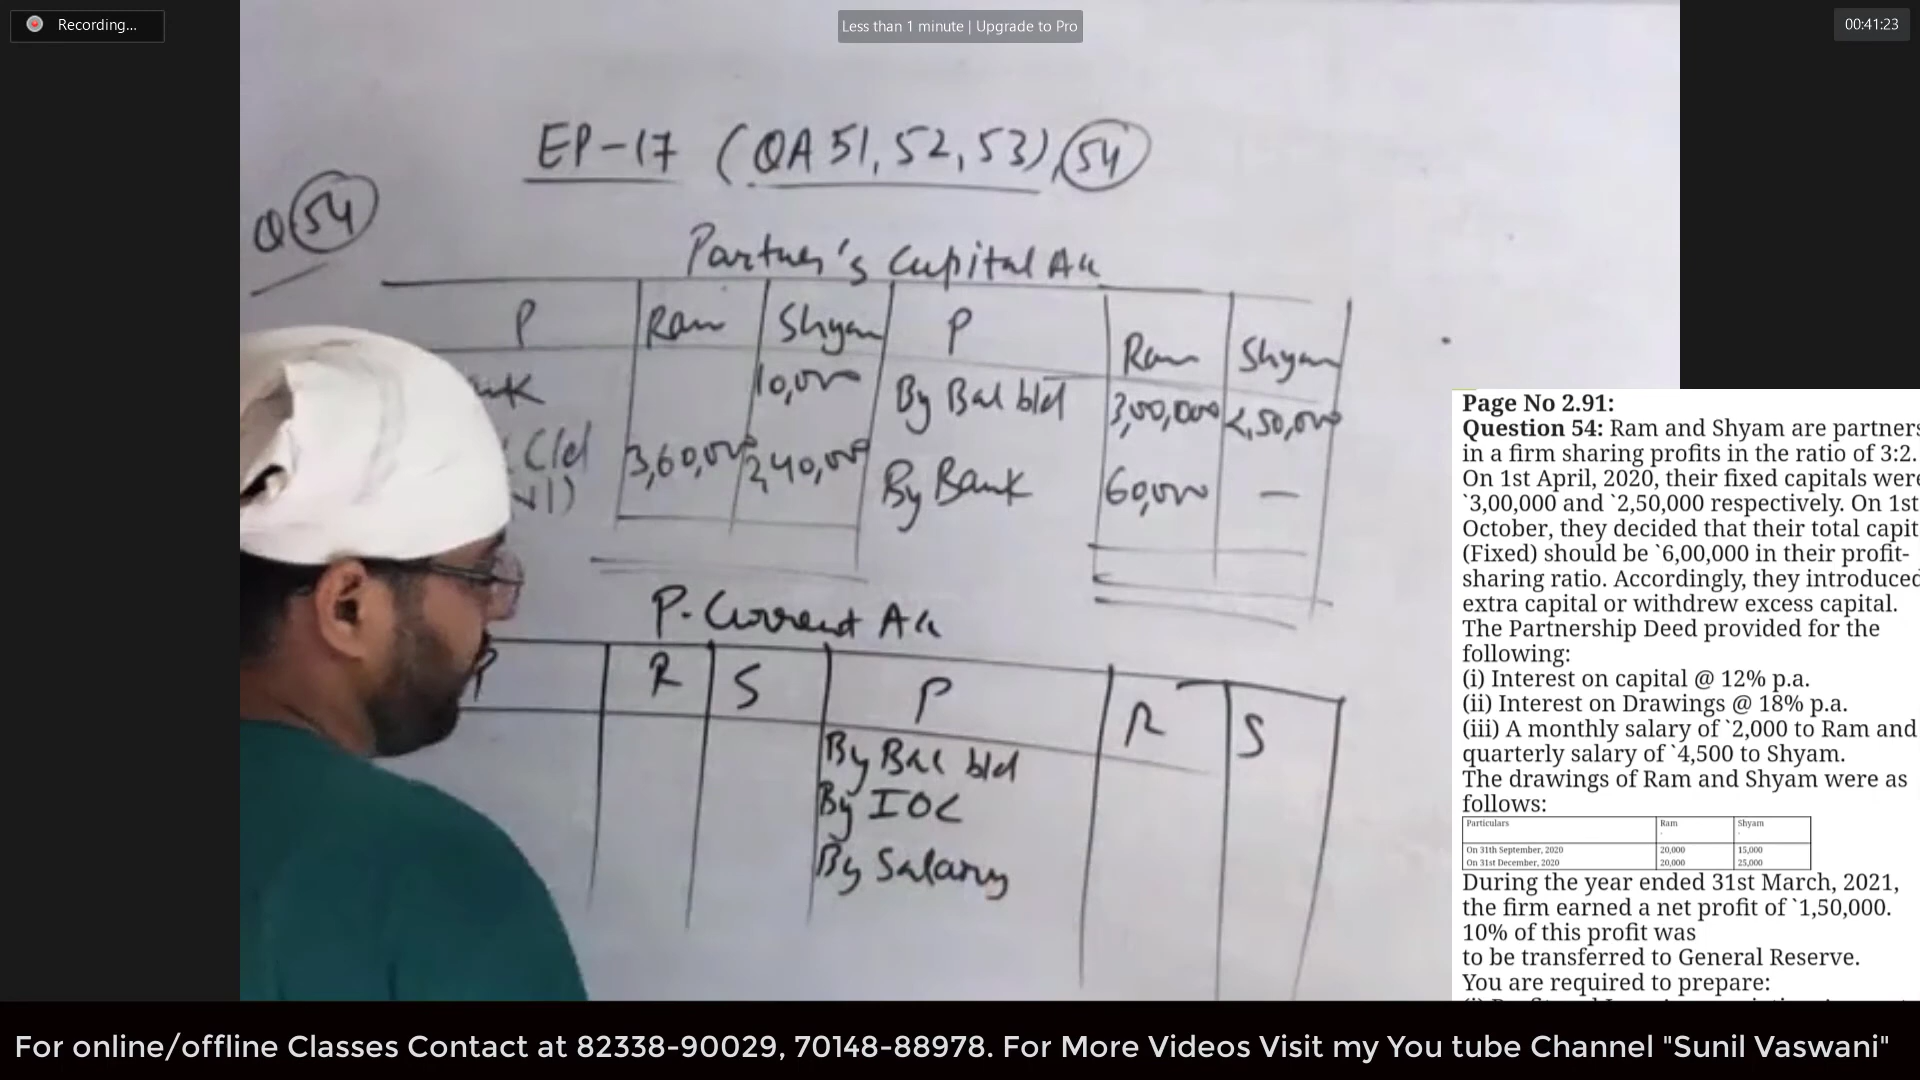 Recording...
Less than 1 minute | Upgrade to Pro
00:41:23
EP-17 (QA 51, 52, 53), 54
Q 54
Partner's Capital A/c
P Ram Shyam P Ram Shyam
10,000 By Bal b/d 3,00,000 2,50,000
C/d 3,60,000 2,40,000 By Bank 60,000 —
P. Current A/c
P R S P R S
By Bal b/d
By IOC
By Salary
Page No 2.91:
Question 54: Ram and Shyam are partners
in a firm sharing profits in the ratio of 3:2.
On 1st April, 2020, their fixed capitals were
`3,00,000 and `2,50,000 respectively. On 1st
October, they decided that their total capit
(Fixed) should be `6,00,000 in their profit-
sharing ratio. Accordingly, they introduced
extra capital or withdrew excess capital.
The Partnership Deed provided for the
following:
(i) Interest on capital @ 12% p.a.
(ii) Interest on Drawings @ 18% p.a.
(iii) A monthly salary of `2,000 to Ram and
quarterly salary of `4,500 to Shyam.
The drawings of Ram and Shyam were as
follows:
Particulars Ram Shyam
On 31th September, 2020 20,000 15,000
On 31st December, 2020 20,000 25,000
During the year ended 31st March, 2021,
the firm earned a net profit of `1,50,000.
10% of this profit was
to be transferred to General Reserve.
You are required to prepare:
For online/offline Classes Contact at 82338-90029, 70148-88978. For More Videos Visit my You tube Channel "Sunil Vaswani"